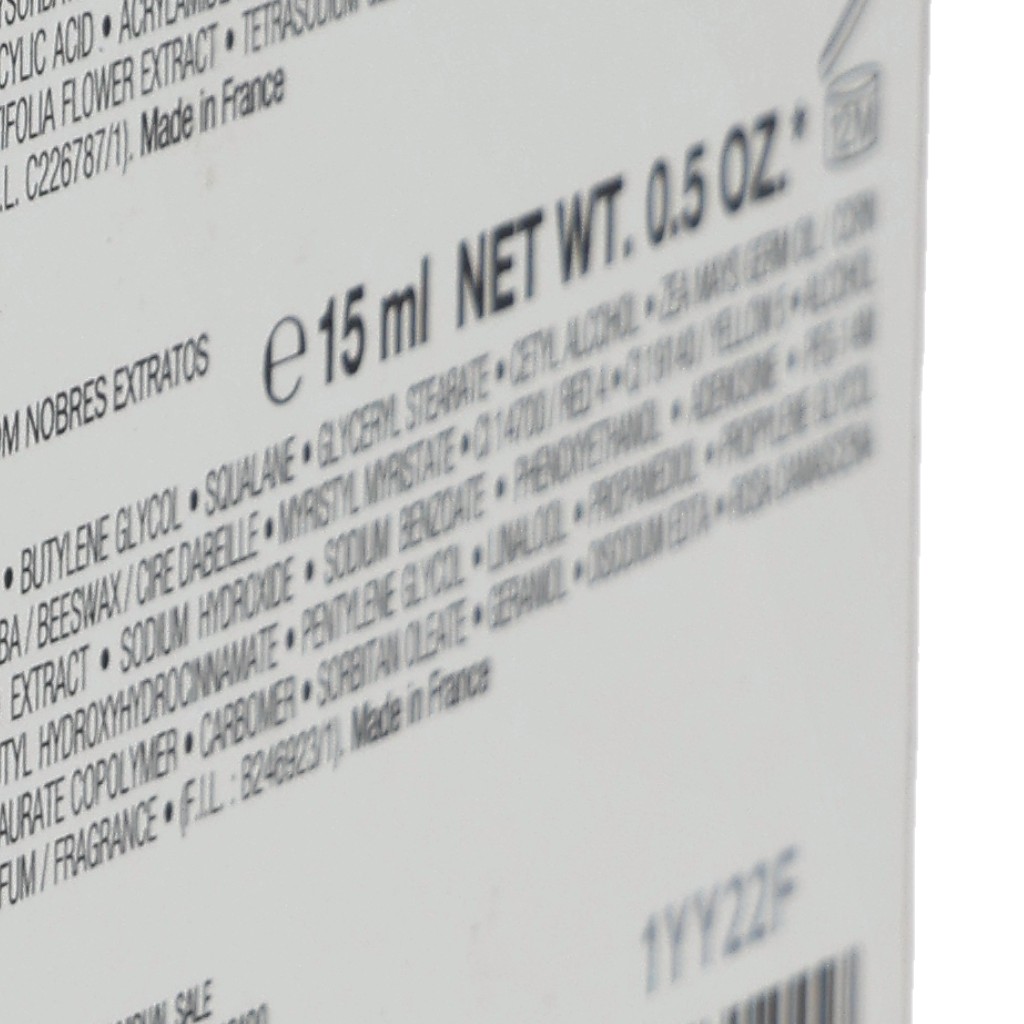 CYLIC ACID • ACRYLAMIDE
IFOLIA FLOWER EXTRACT • TETRASODIUM
.L. C226787/1). Made in France
12M
℮ 15 ml NET WT. 0.5 OZ.*
OM NOBRES EXTRATOS
• BUTYLENE GLYCOL • SQUALANE • GLYCERYL STEARATE • CETYL ALCOHOL • ZEA MAYS GERM OIL / CORN
BA / BEESWAX / CIRE DABEILLE • MYRISTYL MYRISTATE • CI 14700 / RED 4 • CI 19140 / YELLOW 5 • ALCOHOL
EXTRACT • SODIUM HYDROXIDE • SODIUM BENZOATE • PHENOXYETHANOL • ADENOSINE •
TYL HYDROXYHYDROCINNAMATE • PENTYLENE GLYCOL • LINALOOL • PROPANEDIOL • PROPYLENE GLYCOL
AURATE COPOLYMER • CARBOMER • SORBITAN OLEATE • GERANIOL • DISODIUM EDTA • ROSA DAMASCENA
FUM / FRAGRANCE • (F.I.L. : B246923/1). Made in France
1YY22F
SALE